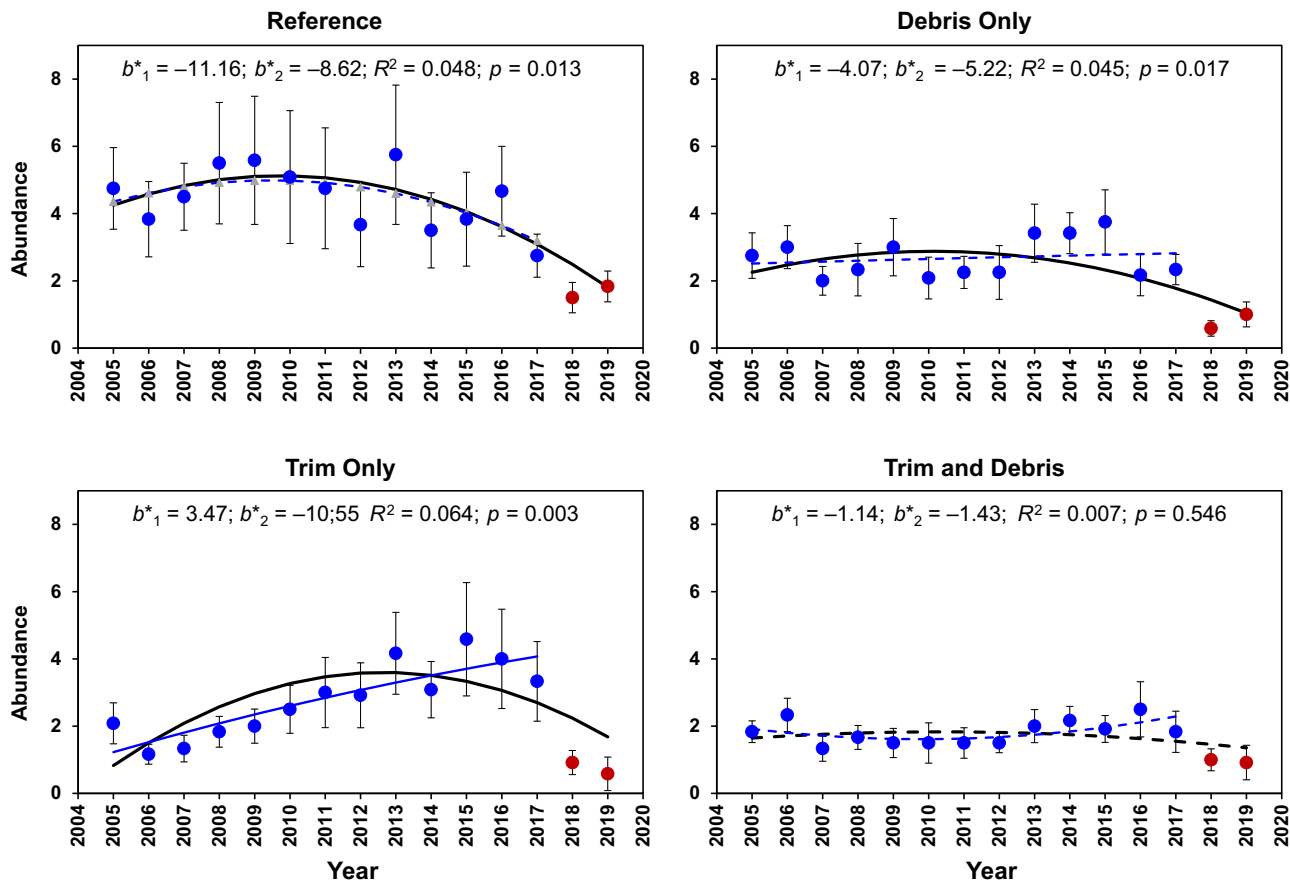 Reference
b*1 = –11.16; b*2 = –8.62; R2 = 0.048; p = 0.013
Abundance
8
6
4
2
0
2004 2005 2006 2007 2008 2009 2010 2011 2012 2013 2014 2015 2016 2017 2018 2019 2020
Debris Only
b*1 = –4.07; b*2 = –5.22; R2 = 0.045; p = 0.017
8
6
4
2
0
2004 2005 2006 2007 2008 2009 2010 2011 2012 2013 2014 2015 2016 2017 2018 2019 2020
Trim Only
b*1 = 3.47; b*2 = –10;55 R2 = 0.064; p = 0.003
Abundance
8
6
4
2
0
2004 2005 2006 2007 2008 2009 2010 2011 2012 2013 2014 2015 2016 2017 2018 2019 2020
Year
Trim and Debris
b*1 = –1.14; b*2 = –1.43; R2 = 0.007; p = 0.546
8
6
4
2
0
2004 2005 2006 2007 2008 2009 2010 2011 2012 2013 2014 2015 2016 2017 2018 2019 2020
Year